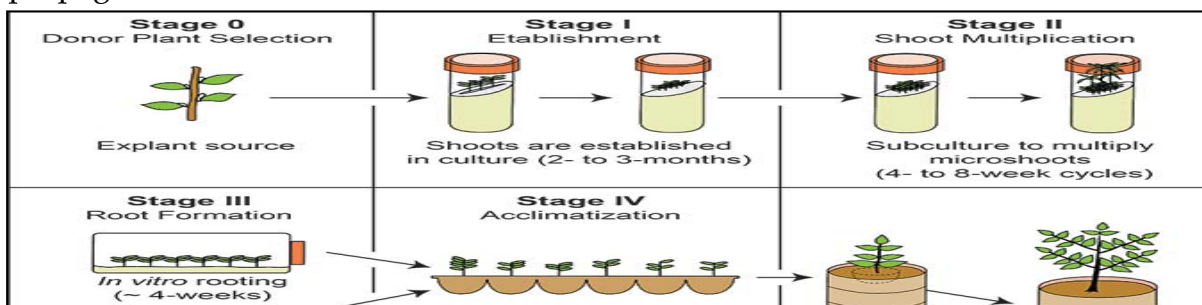 Stage 0
Donor Plant Selection
Explant source
Stage I
Etablishment
Shoots are established
in culture (2- to 3-months)
Stage II
Shoot Multiplication
Subculture to multiply
microshoots
(4- to 8-week cycles)
Stage III
Root Formation
In vitro rooting
(~ 4-weeks)
Stage IV
Acclimatization